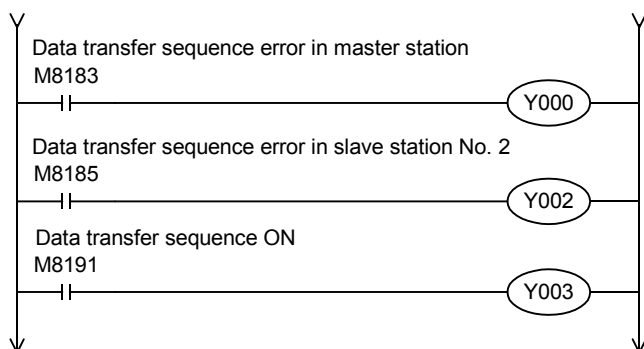 Data transfer sequence error in master station
M8183
Y000
Data transfer sequence error in slave station No. 2
M8185
Y002
Data transfer sequence ON
M8191
Y003